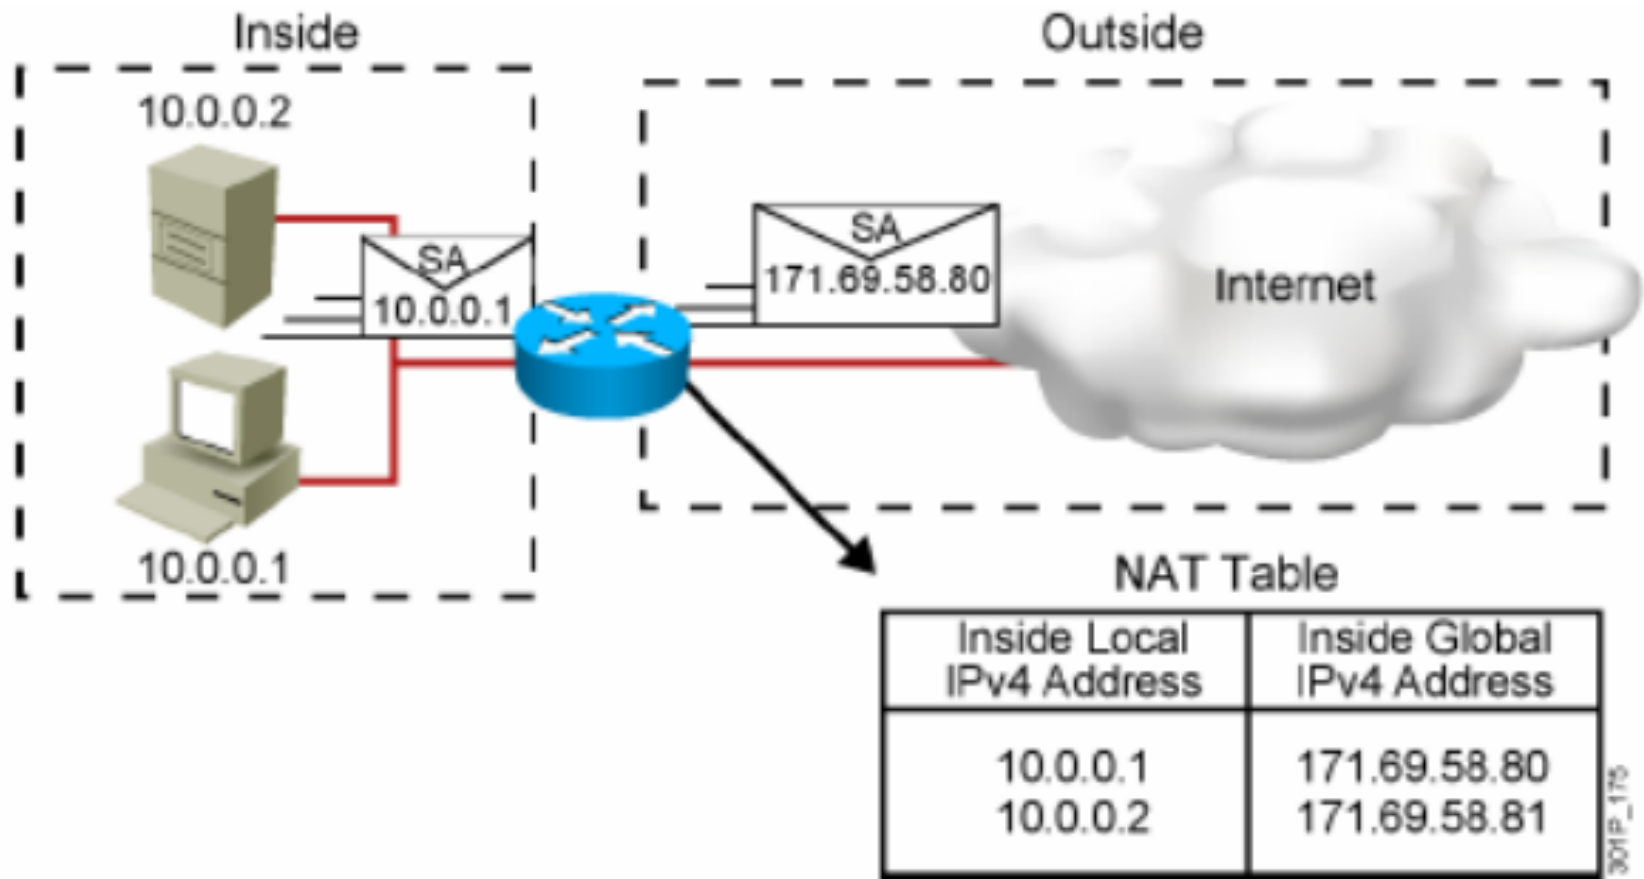 Inside
Outside
10.0.0.2
SA
10.0.0.1
SA
171.69.58.80
Internet
10.0.0.1
NAT Table
Inside Local
IPv4 Address
Inside Global
IPv4 Address
10.0.0.1
171.69.58.80
10.0.0.2
171.69.58.81
301P_175